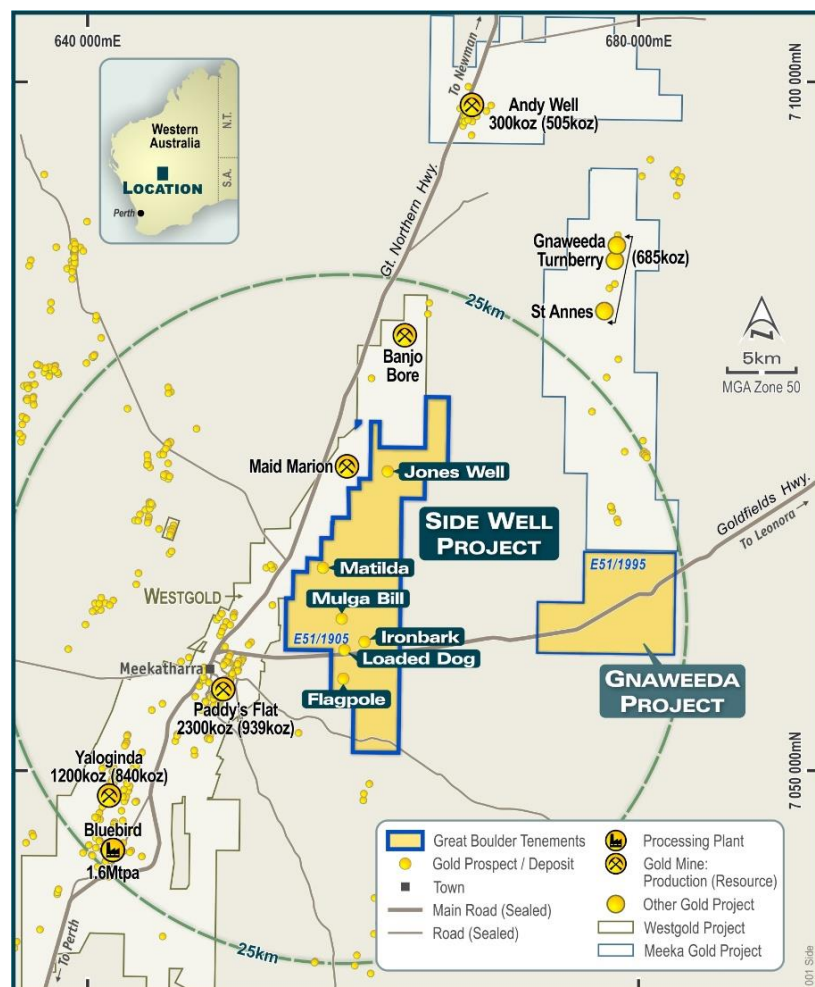 640 000mE
680 000mE
To Newman
7 100 000mN
Andy Well
300koz (505koz)
Western
Australia
N.T.
S.A.
LOCATION
Perth
Gt. Northern Hwy.
Gnaweeda
Turnberry
(685koz)
St Annes
25km
5km
MGA Zone 50
Banjo
Bore
Maid Marion
Jones Well
Goldfields Hwy.
To Leonora
SIDE WELL
PROJECT
Matilda
E51/1995
WESTGOLD
Mulga Bill
E51/1905
Ironbark
Loaded Dog
Meekatharra
Flagpole
GNAWEEDA
PROJECT
Paddy's Flat
2300koz (939koz)
Yaloginda
1200koz (840koz)
7 050 000mN
Bluebird
1.6Mtpa
25km
To Perth
Great Boulder Tenements
Gold Prospect / Deposit
Town
Main Road (Sealed)
Road (Sealed)
Processing Plant
Gold Mine:
Production (Resource)
Other Gold Project
Westgold Project
Meeka Gold Project
001 Side